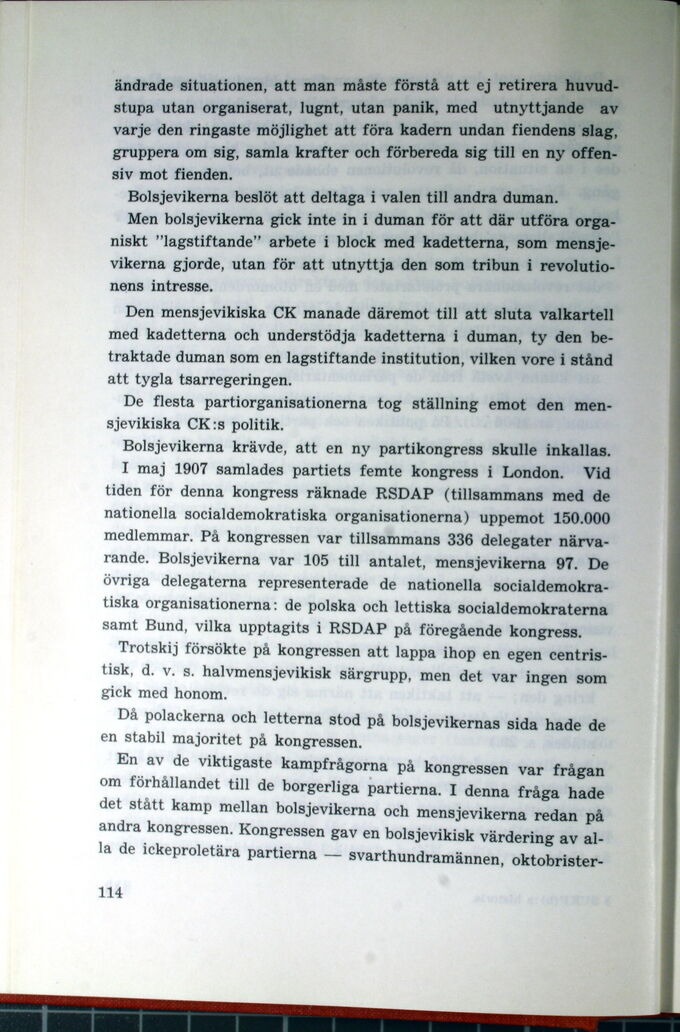 ändrade situationen, att man måste förstå att ej retirera huvud-
stupa utan organiserat, lugnt, utan panik, med utnyttjande av
varje den ringaste möjlighet att föra kadern undan fiendens slag,
gruppera om sig, samla krafter och förbereda sig till en ny offen-
siv mot fienden.
Bolsjevikerna beslöt att deltaga i valen till andra duman.
Men bolsjevikerna gick inte in i duman för att där utföra orga-
niskt ”lagstiftande” arbete i block med kadetterna, som mensje-
vikerna gjorde, utan för att utnyttja den som tribun i revolutio-
nens intresse.
Den mensjevikiska CK manade däremot till att sluta valkartell
med kadetterna och understödja kadetterna i duman, ty den be-
traktade duman som en lagstiftande institution, vilken vore i stånd
att tygla tsarregeringen.
De flesta partiorganisationerna tog ställning emot den men-
sjevikiska CK:s politik.
Bolsjevikerna krävde, att en ny partikongress skulle inkallas.
I maj 1907 samlades partiets femte kongress i London. Vid
tiden för denna kongress räknade RSDAP (tillsammans med de
nationella socialdemokratiska organisationerna) uppemot 150.000
medlemmar. På kongressen var tillsammans 336 delegater närva-
rande. Bolsjevikerna var 105 till antalet, mensjevikerna 97. De
övriga delegaterna representerade de nationella socialdemokra-
tiska organisationerna: de polska och lettiska socialdemokraterna
samt Bund, vilka upptagits i RSDAP på föregående kongress.
Trotskij försökte på kongressen att lappa ihop en egen centris-
tisk, d. v. s. halvmensjevikisk särgrupp, men det var ingen som
gick med honom.
Då polackerna och letterna stod på bolsjevikernas sida hade de
en stabil majoritet på kongressen.
En av de viktigaste kampfrågorna på kongressen var frågan
om förhållandet till de borgerliga partierna. I denna fråga hade
det stått kamp mellan bolsjevikerna och mensjevikerna redan på
andra kongressen. Kongressen gav en bolsjevikisk värdering av al-
la de ickeproletära partierna — svarthundramännen, oktobrister-
114